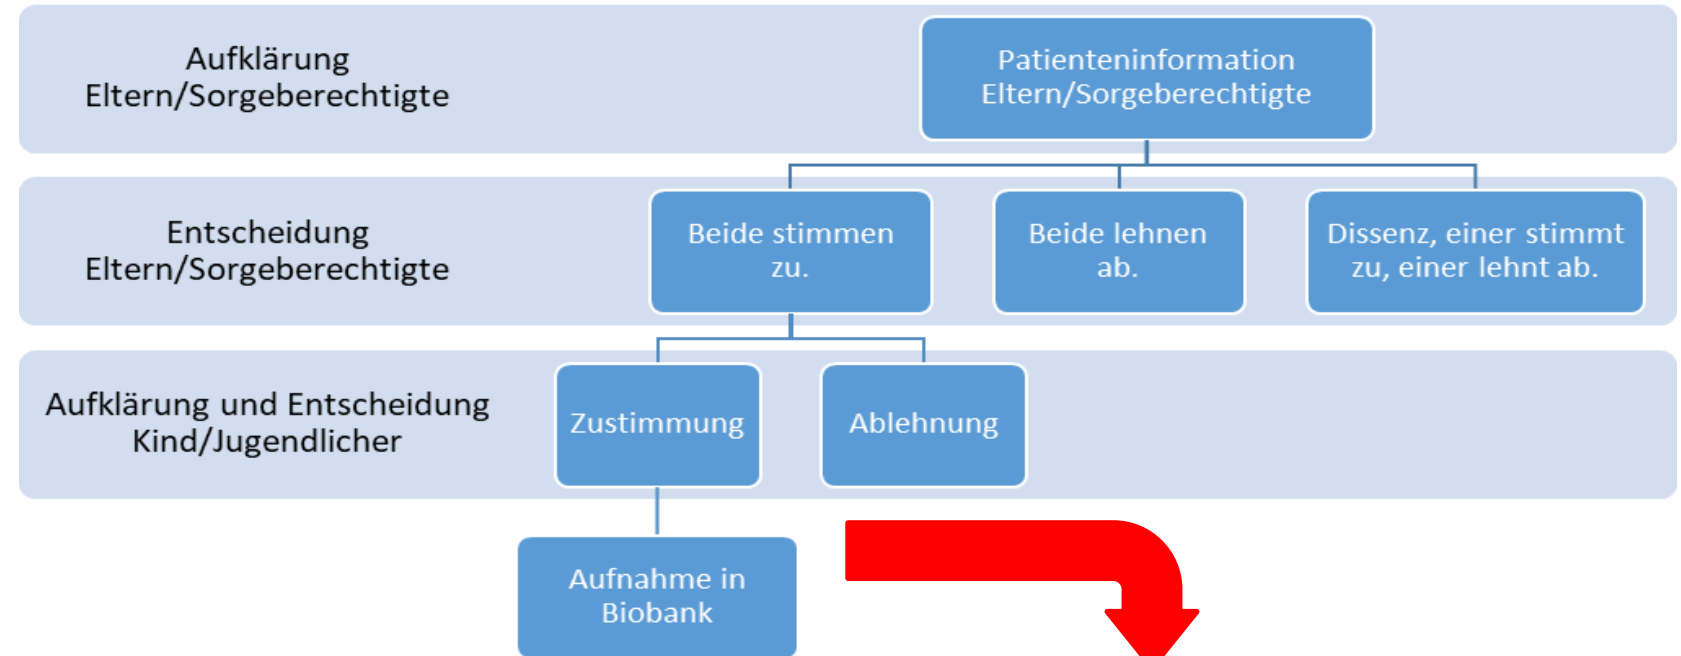 Aufklärung
Eltern/Sorgeberechtigte
Patienteninformation
Eltern/Sorgeberechtigte
Entscheidung
Eltern/Sorgeberechtigte
Beide stimmen
zu.
Beide lehnen
ab.
Dissenz, einer stimmt
zu, einer lehnt ab.
Aufklärung und Entscheidung
Kind/Jugendlicher
Zustimmung
Ablehnung
Aufnahme in
Biobank